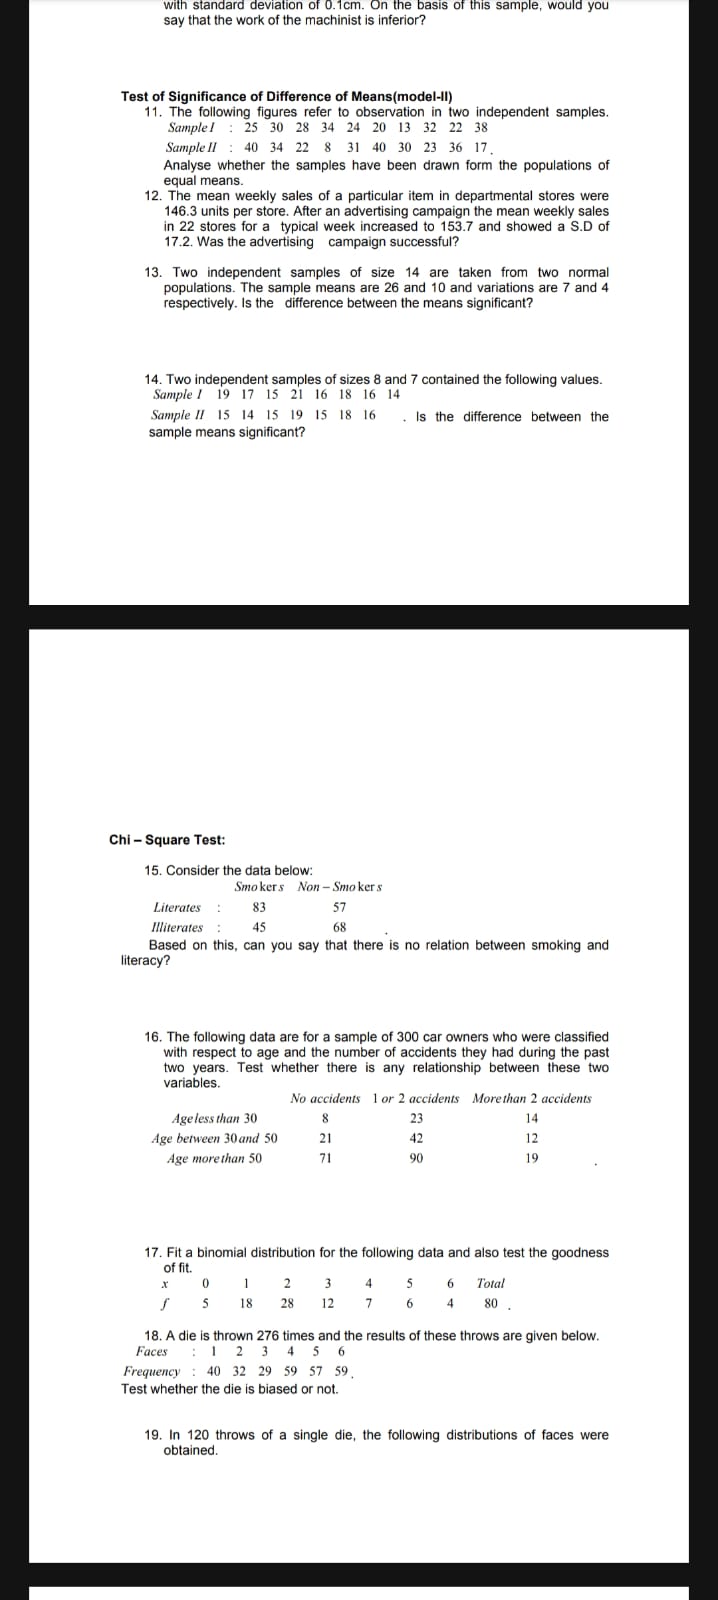 with standard deviation of 0.1cm. On the basis of this sample, would you
say that the work of the machinist is inferior?
Test of Significance of Difference of Means(model-II)
11. The following figures refer to observation in two independent samples.
Sample I : 25 30 28 34 24 20 13 32 22 38
Sample II : 40 34 22 8 31 40 30 23 36 17.
Analyse whether the samples have been drawn form the populations of
equal means.
12. The mean weekly sales of a particular item in departmental stores were
146.3 units per store. After an advertising campaign the mean weekly sales
in 22 stores for a typical week increased to 153.7 and showed a S.D of
17.2. Was the advertising campaign successful?
13. Two independent samples of size 14 are taken from two normal
populations. The sample means are 26 and 10 and variations are 7 and 4
respectively. Is the difference between the means significant?
14. Two independent samples of sizes 8 and 7 contained the following values.
Sample I 19 17 15 21 16 18 16 14
Sample II 15 14 15 19 15 18 16 . Is the difference between the
sample means significant?
Chi – Square Test:
15. Consider the data below:
Smokers Non – Smokers
Literates : 83 57
Illiterates : 45 68 .
Based on this, can you say that there is no relation between smoking and
literacy?
16. The following data are for a sample of 300 car owners who were classified
with respect to age and the number of accidents they had during the past
two years. Test whether there is any relationship between these two
variables.
No accidents 1 or 2 accidents More than 2 accidents
Age less than 30 8 23 14
Age between 30 and 50 21 42 12
Age more than 50 71 90 19 .
17. Fit a binomial distribution for the following data and also test the goodness
of fit.
x 0 1 2 3 4 5 6 Total
f 5 18 28 12 7 6 4 80 .
18. A die is thrown 276 times and the results of these throws are given below.
Faces : 1 2 3 4 5 6
Frequency : 40 32 29 59 57 59.
Test whether the die is biased or not.
19. In 120 throws of a single die, the following distributions of faces were
obtained.